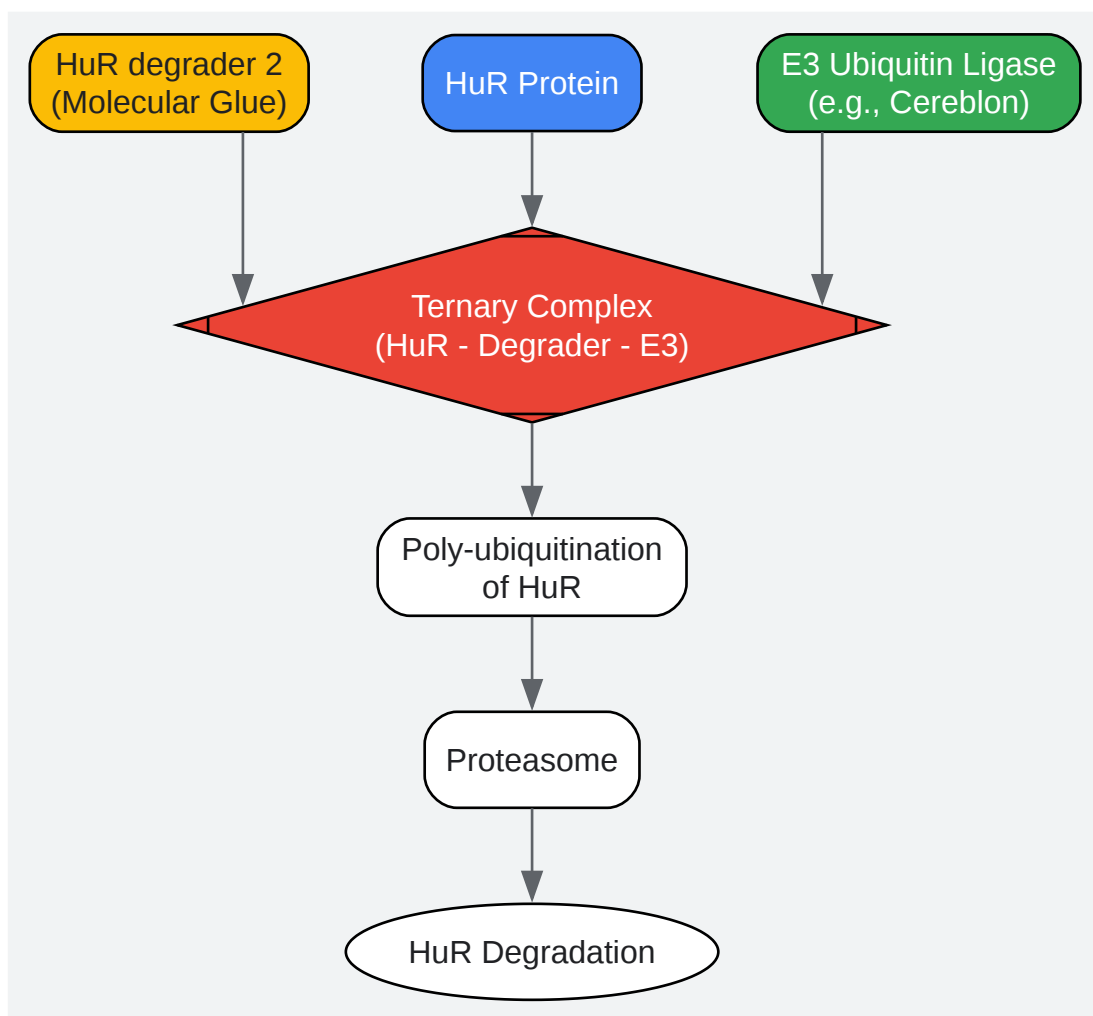 HuR degrader 2
(Molecular Glue)
HuR Protein
E3 Ubiquitin Ligase
(e.g., Cereblon)
Ternary Complex
(HuR - Degrader - E3)
Poly-ubiquitination
of HuR
Proteasome
HuR Degradation